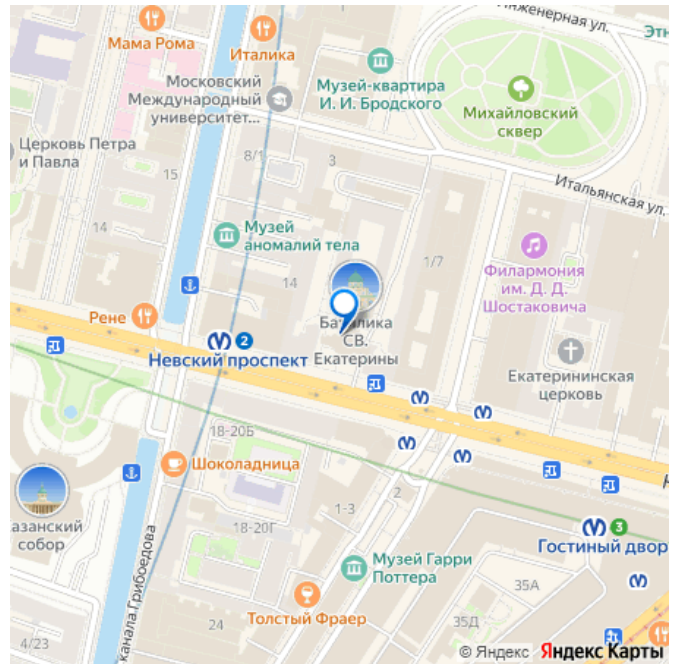 Инженерная ул.
Мама Рома
Италика
Московский
Международный
университет...
Музей-квартира
И. И. Бродского
Михайловский
сквер
Церковь Петра
и Павла
15
8/1
3
Итальянская ул.
14
Музей
аномалий тела
14
1/7
Филармония
им. Д. Д.
Шостаковича
Рене
2
Невский проспект
СВ.
Екатерины
Екатерининская
церковь
18-20Б
Шоколадница
2
1-3
3
Гостиный двор
собор
18-20Г
канала Грибоедова
Музей Гарри
Поттера
35А
Толстый Фраер
24
35Д
4/23
© Яндекс Яндекс Карты